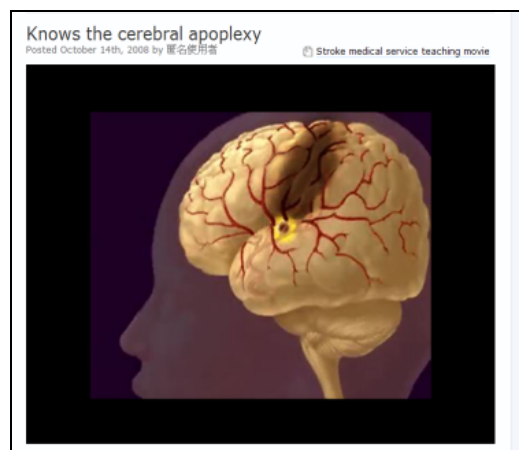 Knows the cerebral apoplexy
Posted October 14th, 2008 by 匿名使用者
Stroke medical service teaching movie